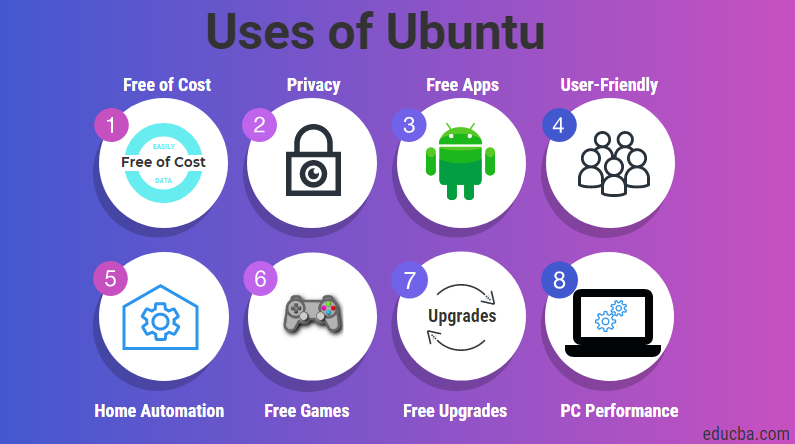 Uses of Ubuntu
Free of Cost
Privacy
Free Apps
User-Friendly
1
EASILY
Free of Cost
DATA
2
3
4
5
6
7
Upgrades
8
Home Automation
Free Games
Free Upgrades
PC Performance
educba.com